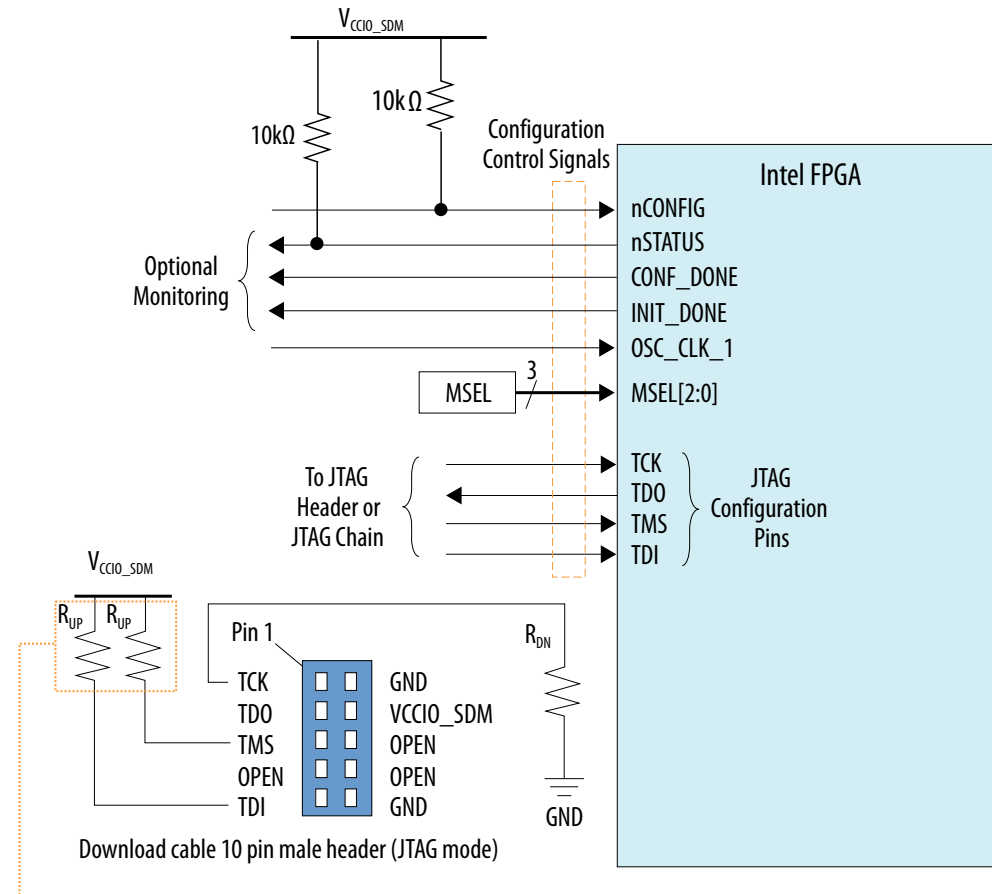 VCCIO_SDM
10kΩ
10kΩ
Configuration
Control Signals
Intel FPGA
nCONFIG
nSTATUS
CONF_DONE
INIT_DONE
OSC_CLK_1
MSEL[2:0]
Optional
Monitoring
MSEL
3
To JTAG
Header or
JTAG Chain
TCK
TDO
TMS
TDI
JTAG
Configuration
Pins
VCCIO_SDM
RUP RUP
Pin 1
RDN
TCK
TDO
TMS
OPEN
TDI
GND
VCCIO_SDM
OPEN
OPEN
GND
GND
Download cable 10 pin male header (JTAG mode)